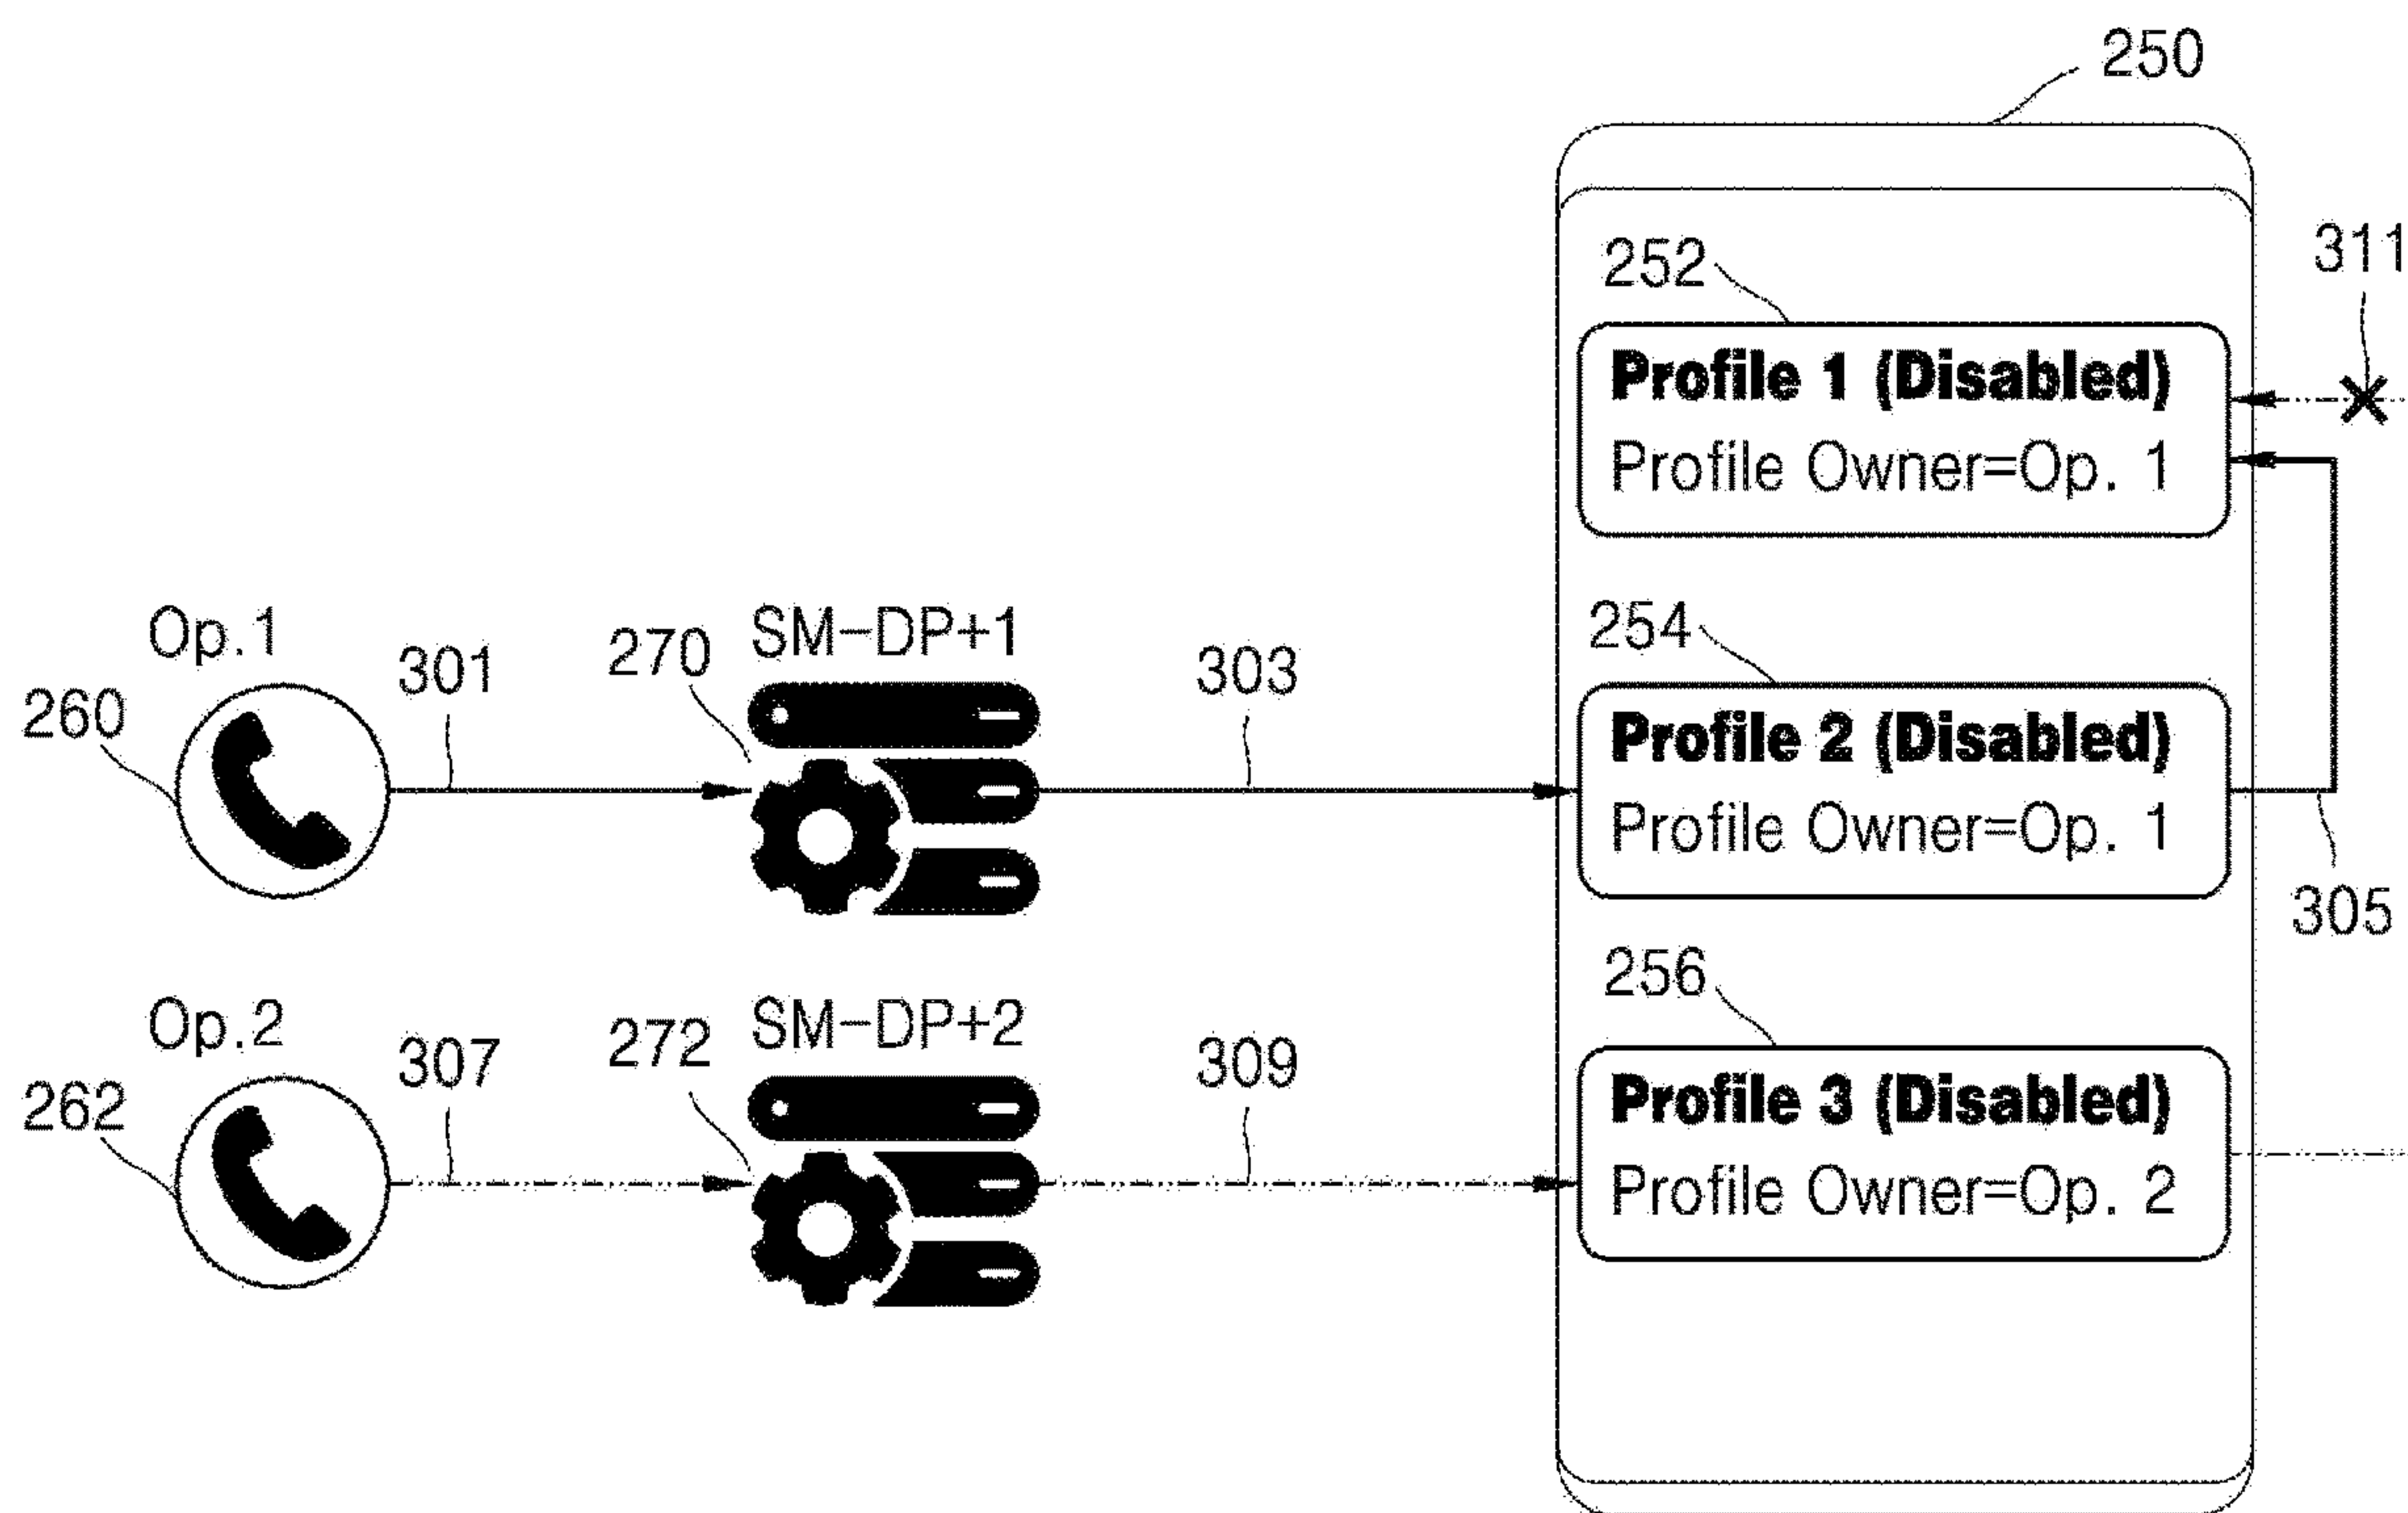 250
311
252
Profile 1 (Disabled)
Profile Owner=Op. 1
Op.1
301
270
SM-DP+1
303
254
260
Profile 2 (Disabled)
Profile Owner=Op. 1
305
256
Op.2
307
272
SM-DP+2
309
262
Profile 3 (Disabled)
Profile Owner=Op. 2